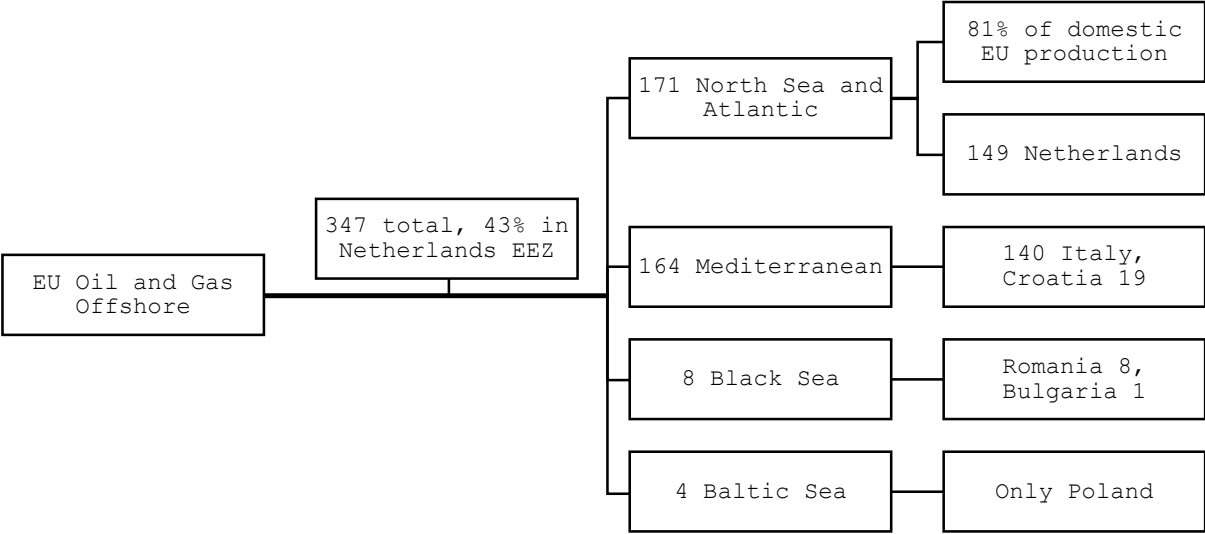 EU Oil and Gas
Offshore
347 total, 43% in
Netherlands EEZ
171 North Sea and
Atlantic
81% of domestic
EU production
149 Netherlands
164 Mediterranean
140 Italy,
Croatia 19
8 Black Sea
Romania 8,
Bulgaria 1
4 Baltic Sea
Only Poland